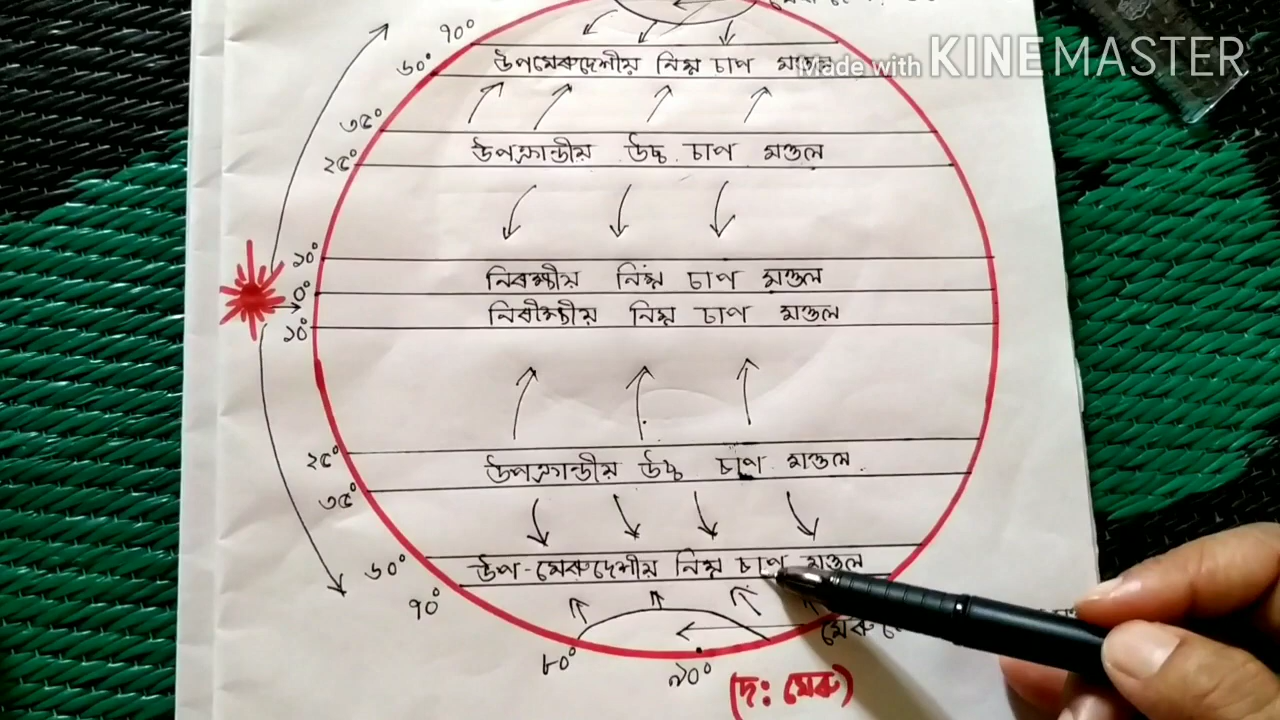 Made with KINEMASTER
৭০°
৬০° উপমেৰুদেশীয় নিম্ন চাপ মণ্ডল
৩৫°
উপক্ৰান্তীয় উচ্চ চাপ মণ্ডল
২৫°
১০°
নিৰক্ষীয় নিম্ন চাপ মণ্ডল
০°
নিৰীক্ষীয় নিম্ন চাপ মণ্ডল
১০°
২৫°
উপক্ৰান্তীয় উচ্চ চাপ মণ্ডল
৩৫°
৬০° উপ-মেৰুদেশীয় নিম্ন চাপ মণ্ডল
৭০°
মেৰু
৮০°
৯০°
(দ: মেৰু)